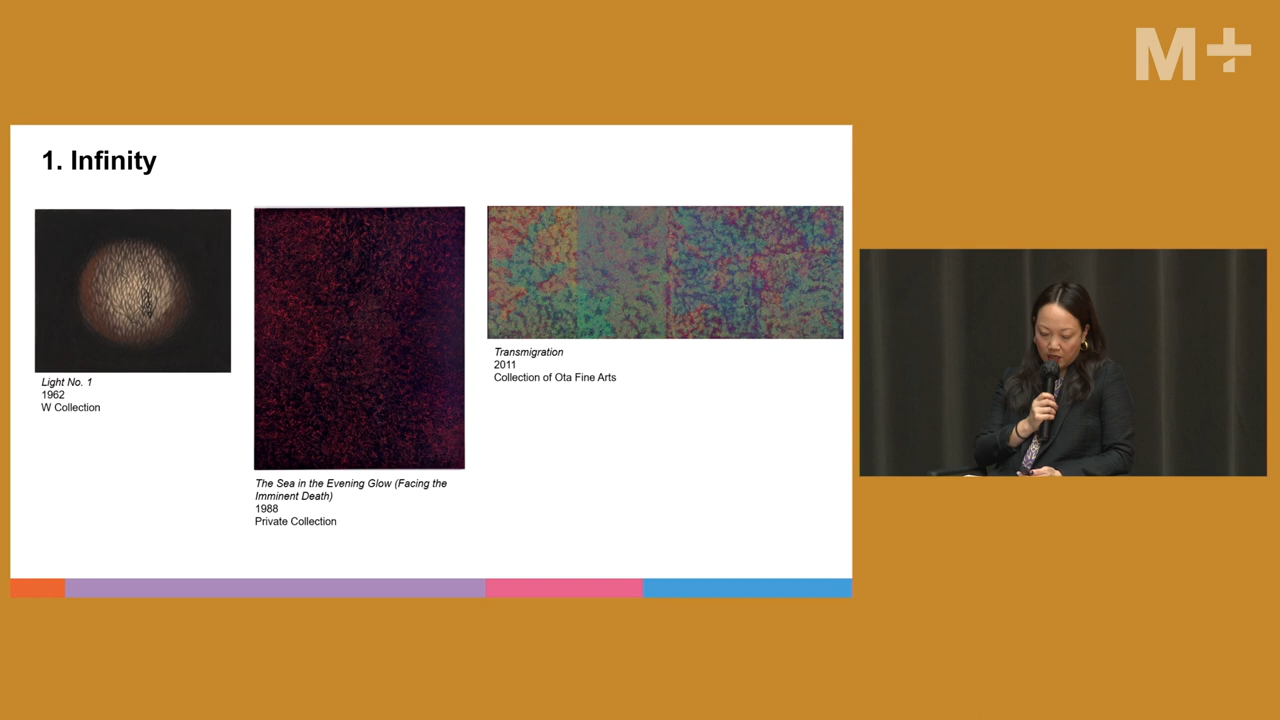 M+
1. Infinity
Light No. 1
1962
W Collection
The Sea in the Evening Glow (Facing the
Imminent Death)
1988
Private Collection
Transmigration
2011
Collection of Ota Fine Arts